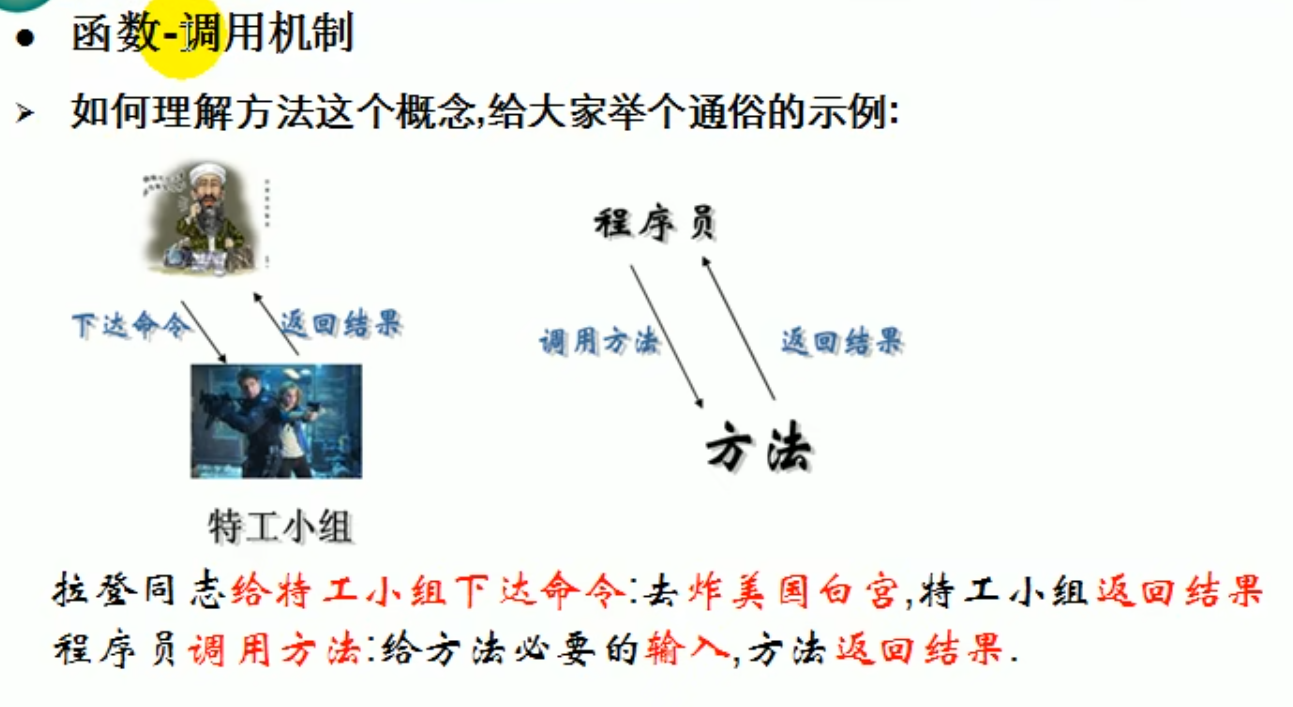 ● 函数-调用机制
➢ 如何理解方法这个概念,给大家举个通俗的示例:
程序员
下达命令
返回结果
调用方法
返回结果
方法
特工小组
拉登同志给特工小组下达命令:去炸美国白宫,特工小组返回结果
程序员调用方法:给方法必要的输入,方法返回结果.